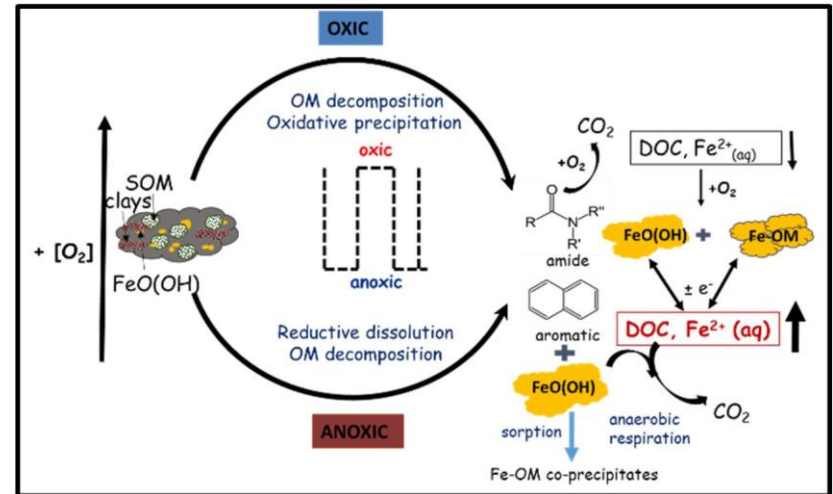 OXIC
OM decomposition
Oxidative precipitation
oxic
anoxic
Reductive dissolution
OM decomposition
ANOXIC
+ [O₂]
SOM
clays
FeO(OH)
CO₂
+O₂
O
R
N
R"
R'
amide
aromatic
+
FeO(OH)
sorption
anaerobic
respiration
CO₂
Fe-OM co-precipitates
DOC, Fe²⁺(aq)
+O₂
FeO(OH) + Fe-OM
± e⁻
DOC, Fe²⁺ (aq)